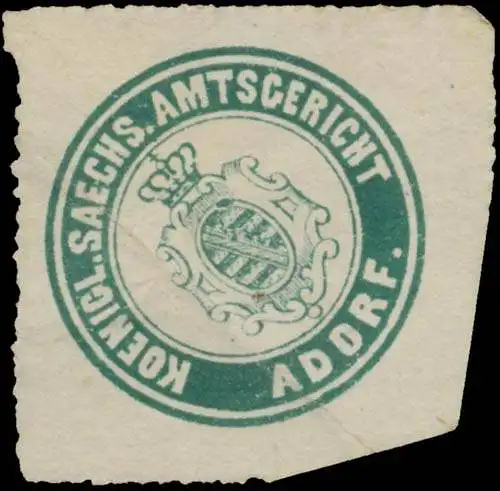 KOENIGL. SAECHS. AMTSGERICHT
ADORF.